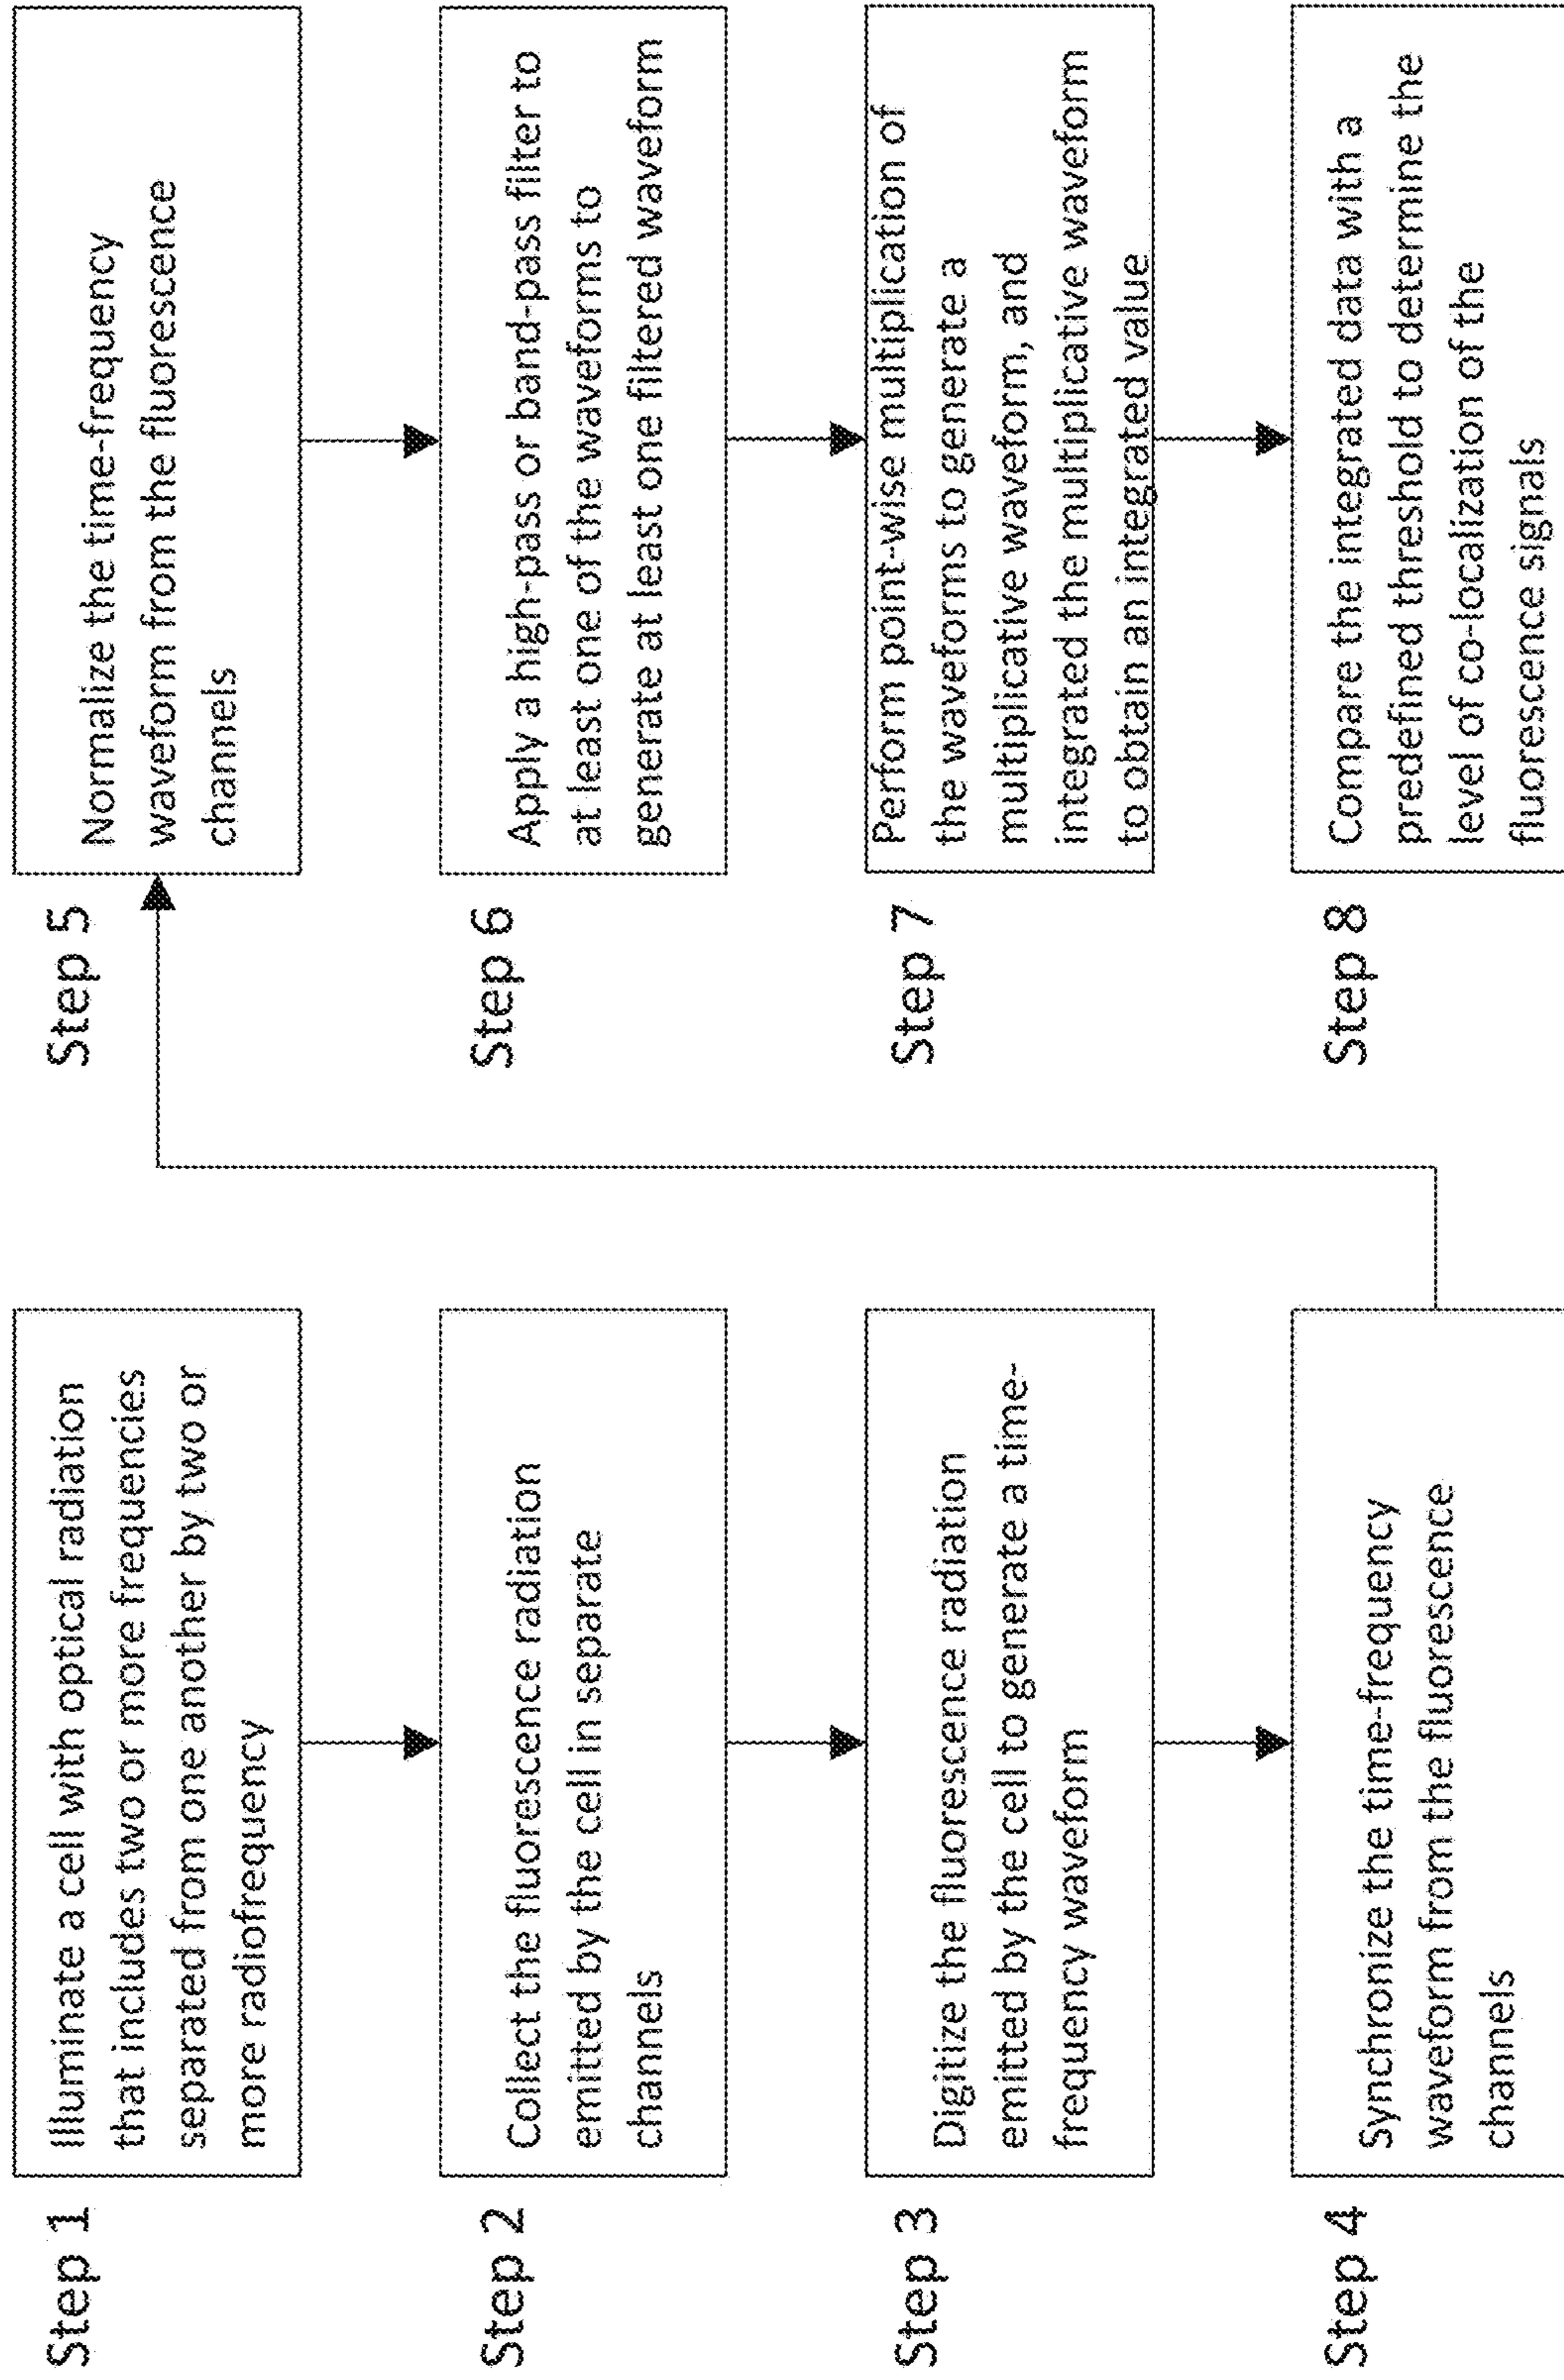 Step 1
Illuminate a cell with optical radiation
that includes two or more frequencies
separated from one another by two or
more radiofrequency
Step 2
Collect the fluorescence radiation
emitted by the cell in separate
channels
Step 3
Digitize the fluorescence radiation
emitted by the cell to generate a time-
frequency waveform
Step 4
Synchronize the time-frequency
waveform from the fluorescence
channels
Step 5
Normalize the time-frequency
waveform from the fluorescence
channels
Step 6
Apply a high-pass or band-pass filter to
at least one of the waveforms to
generate at least one filtered waveform
Step 7
Perform point-wise multiplication of
the waveforms to generate a
multiplicative waveform, and
integrated the multiplicative waveform
to obtain an integrated value
Step 8
Compare the integrated data with a
predefined threshold to determine the
level of co-localization of the
fluorescence signals